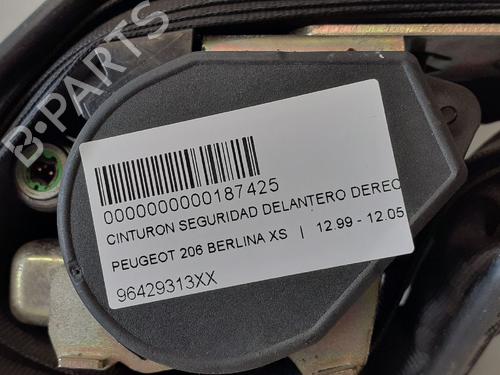 B-PARTS
0000000000187425
CINTURON SEGURIDAD DELANTERO DEREC
PEUGEOT 206 BERLINA XS | 12.99 - 12.05
96429313XX